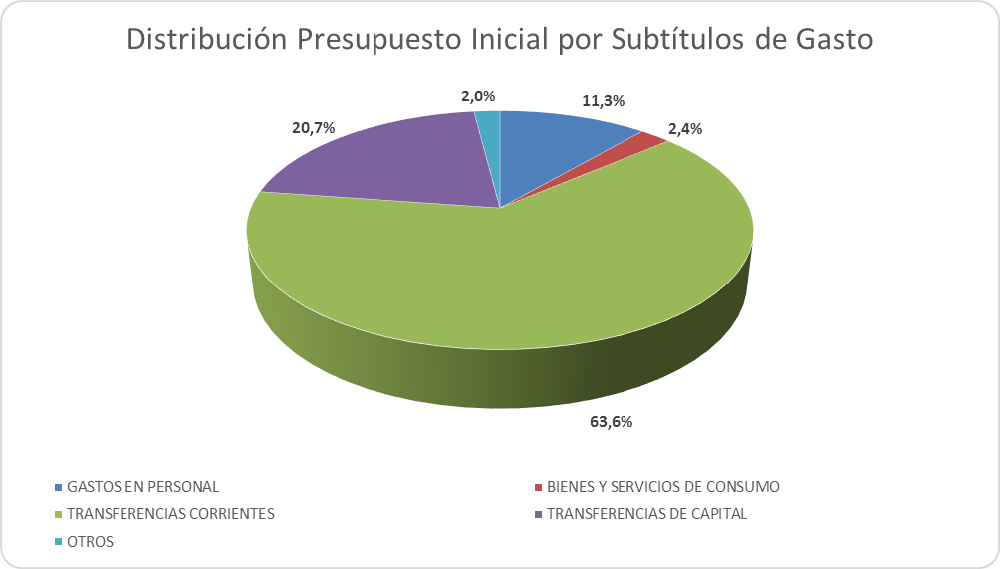 Distribución Presupuesto Inicial por Subtítulos de Gasto
2,0%
11,3%
20,7%
2,4%
63,6%
GASTOS EN PERSONAL
BIENES Y SERVICIOS DE CONSUMO
TRANSFERENCIAS CORRIENTES
TRANSFERENCIAS DE CAPITAL
OTROS